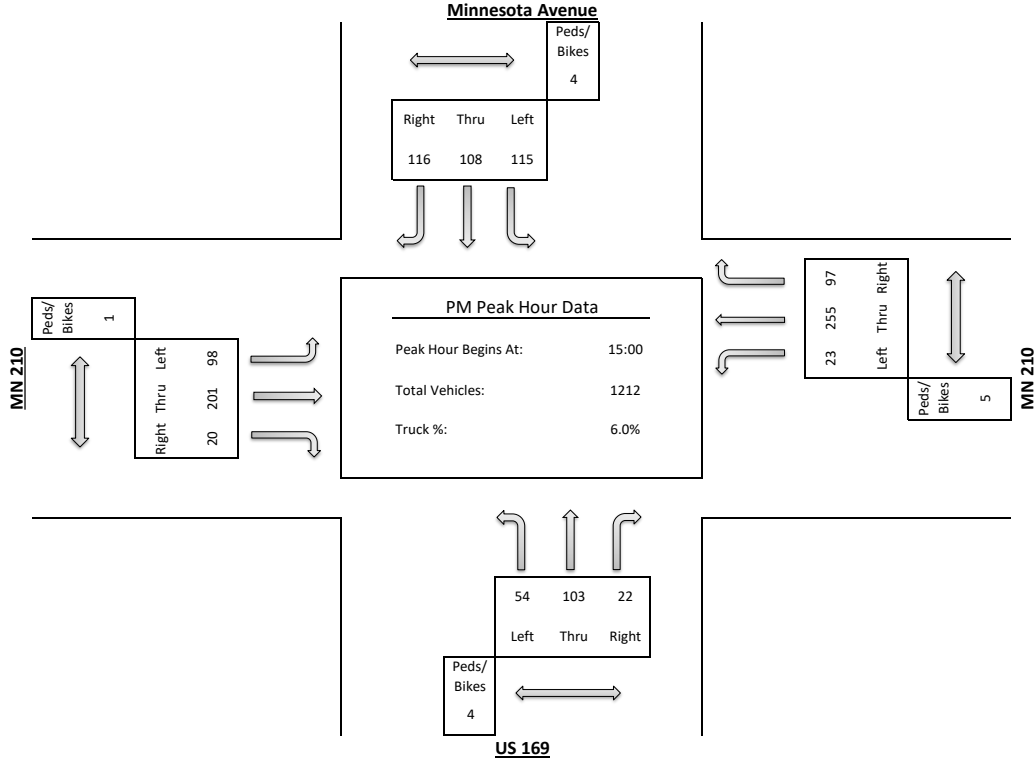 Minnesota Avenue
Peds/
Bikes
4
Right Thru Left
116 108 115
Peds/
Bikes
1
MN 210
Left 98
Thru 201
Right 20
PM Peak Hour Data
Peak Hour Begins At: 15:00
Total Vehicles: 1212
Truck %: 6.0%
97 Right
255 Thru
23 Left
MN 210
Peds/
Bikes
5
54 103 22
Left Thru Right
Peds/
Bikes
4
US 169